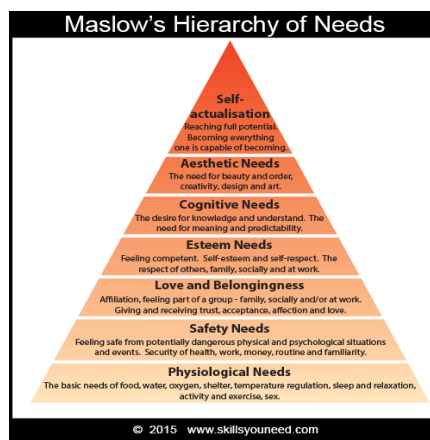 Maslow's Hierarchy of Needs
Self-
actualisation
Reaching full potential.
Becoming everything
one is capable of becoming.
Aesthetic Needs
The need for beauty and order,
creativity, design and art.
Cognitive Needs
The desire for knowledge and understand. The
need for meaning and predictability.
Esteem Needs
Feeling competent. Self-esteem and self-respect. The
respect of others, family, socially and at work.
Love and Belongingness
Affiliation, feeling part of a group - family, socially and/or at work.
Giving and receiving trust, acceptance, affection and love.
Safety Needs
Feeling safe from potentially dangerous physical and psychological situations
and events. Security of health, work, money, routine and familiarity.
Physiological Needs
The basic needs of food, water, oxygen, shelter, temperature regulation, sleep and relaxation,
activity and exercise, sex.
© 2015 www.skillsyouneed.com